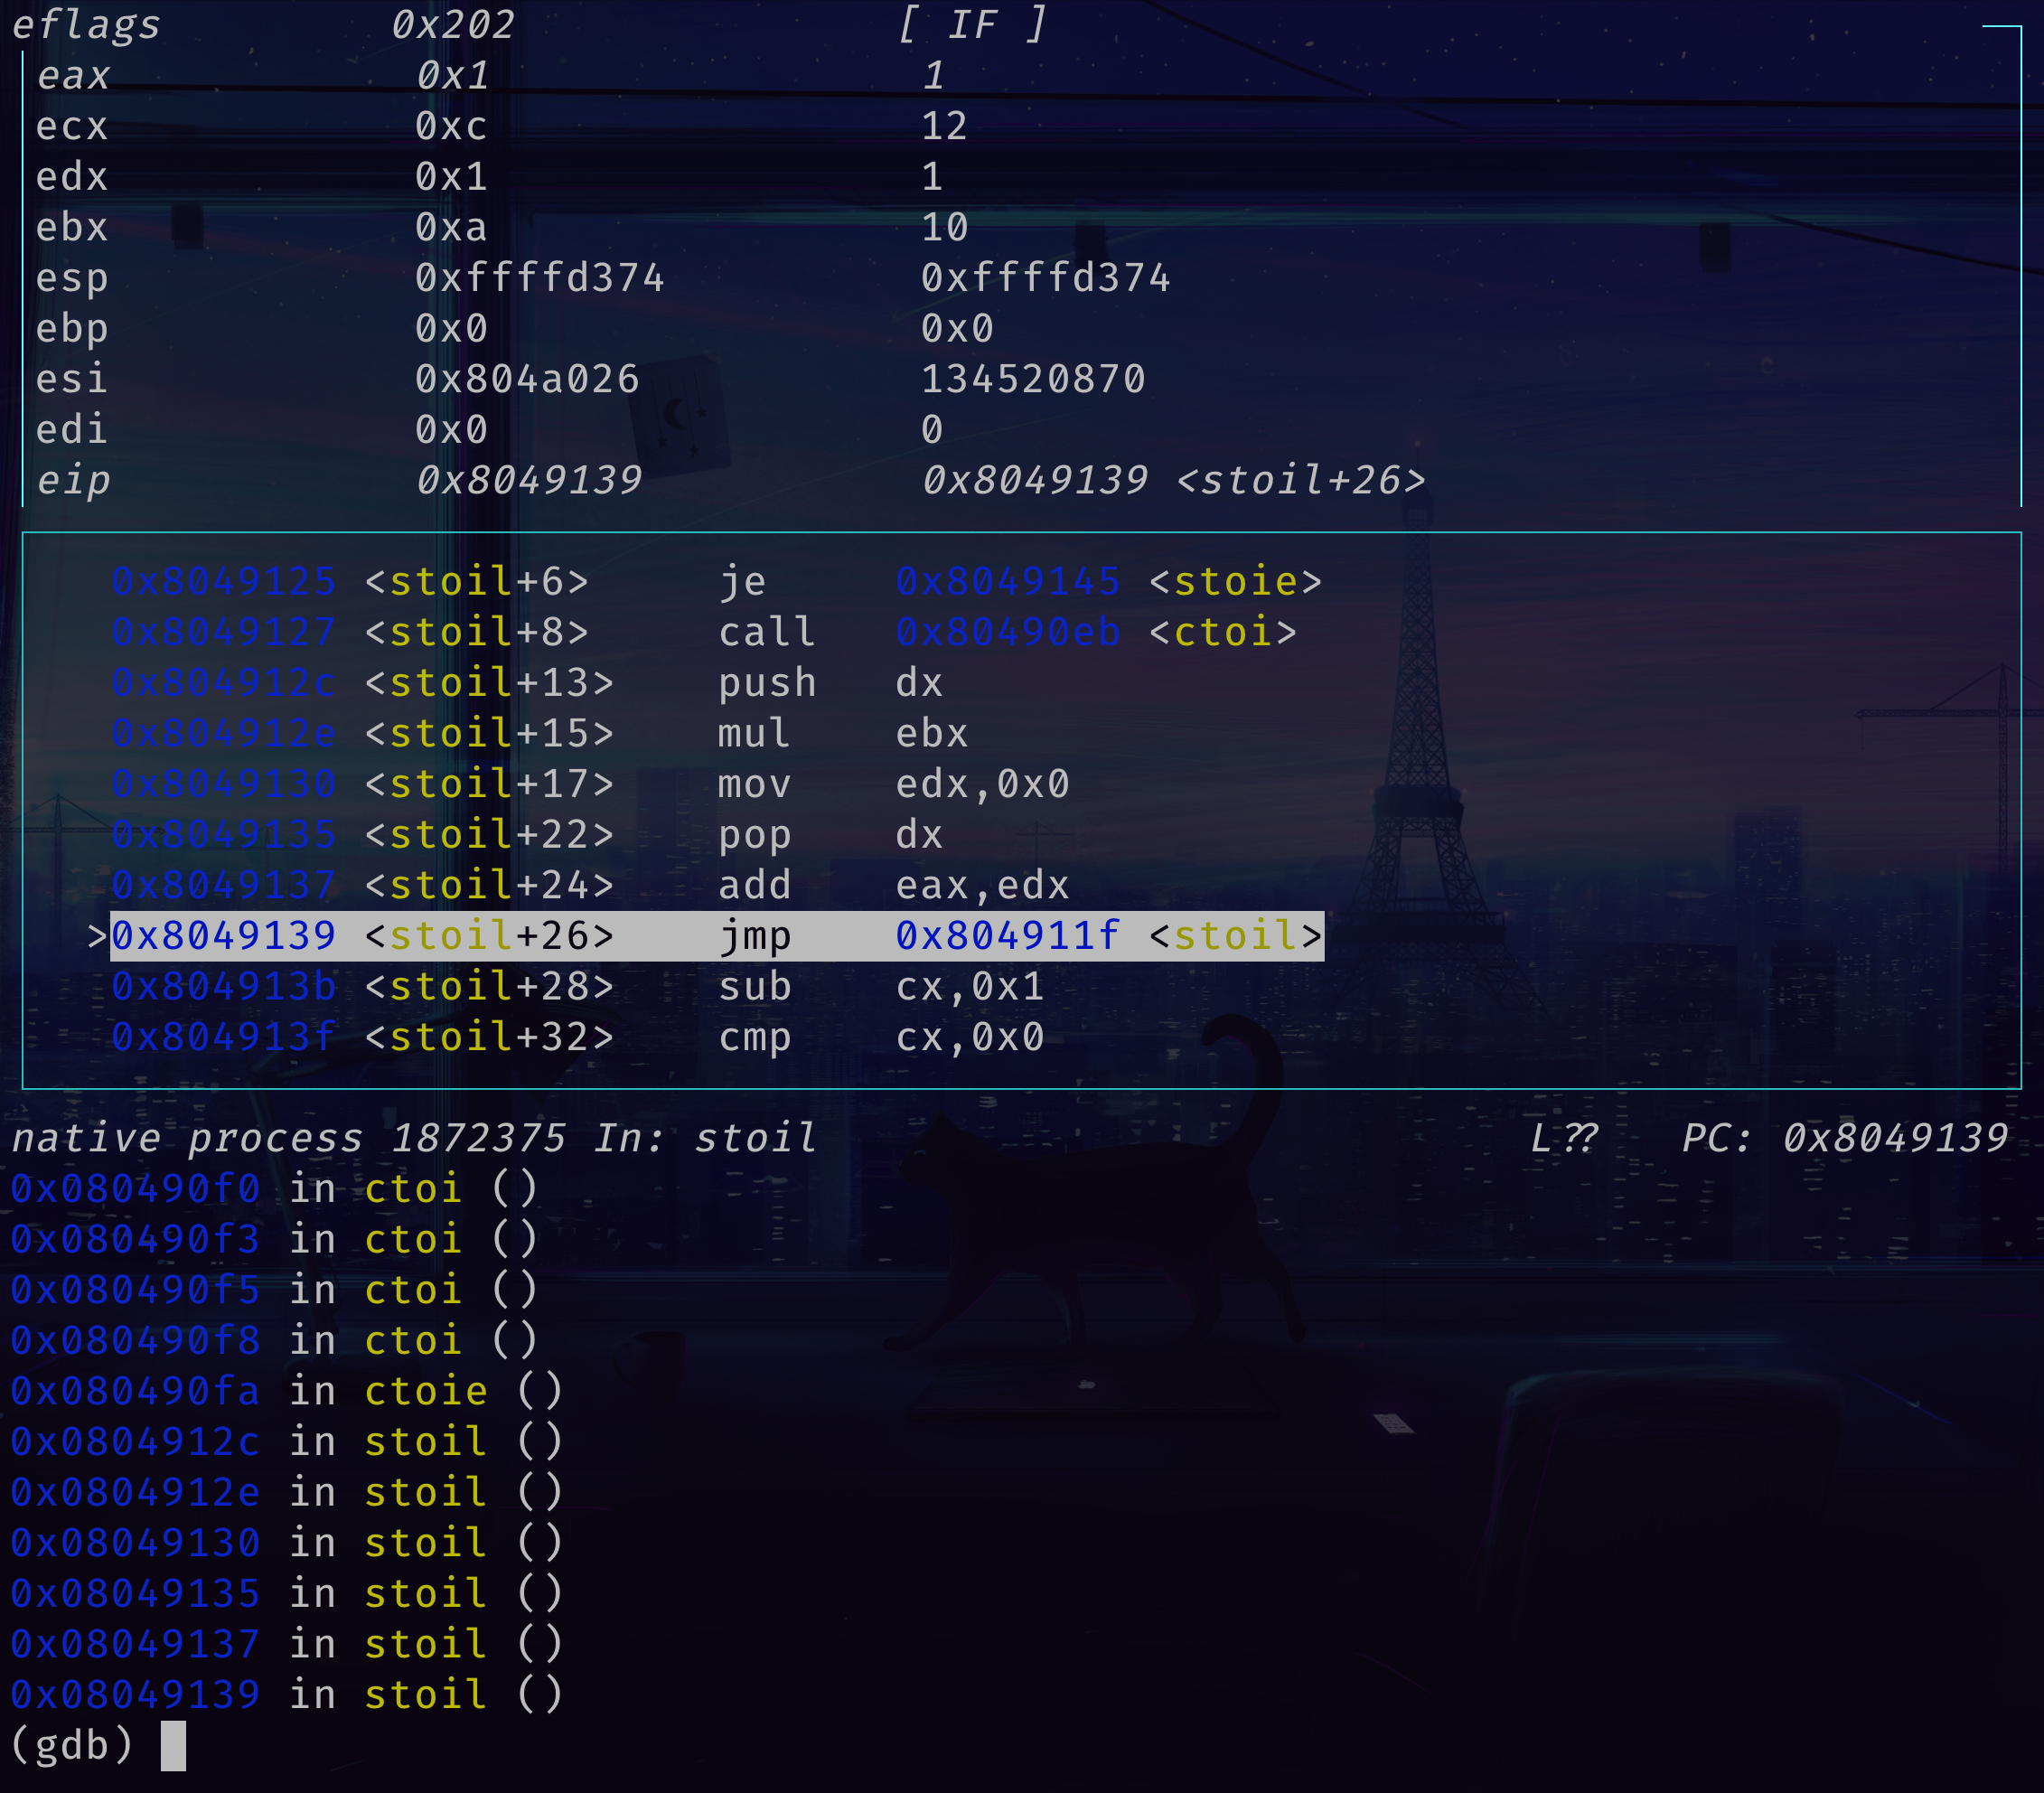 eflags 0x202 [ IF ]
eax 0x1 1
ecx 0xc 12
edx 0x1 1
ebx 0xa 10
esp 0xffffd374 0xffffd374
ebp 0x0 0x0
esi 0x804a026 134520870
edi 0x0 0
eip 0x8049139 0x8049139 <stoil+26>
0x8049125 <stoil+6> je 0x8049145 <stoie>
0x8049127 <stoil+8> call 0x80490eb <ctoi>
0x804912c <stoil+13> push dx
0x804912e <stoil+15> mul ebx
0x8049130 <stoil+17> mov edx,0x0
0x8049135 <stoil+22> pop dx
0x8049137 <stoil+24> add eax,edx
>0x8049139 <stoil+26> jmp 0x804911f <stoil>
0x804913b <stoil+28> sub cx,0x1
0x804913f <stoil+32> cmp cx,0x0
native process 1872375 In: stoil L?? PC: 0x8049139
0x080490f0 in ctoi ()
0x080490f3 in ctoi ()
0x080490f5 in ctoi ()
0x080490f8 in ctoi ()
0x080490fa in ctoie ()
0x0804912c in stoil ()
0x0804912e in stoil ()
0x08049130 in stoil ()
0x08049135 in stoil ()
0x08049137 in stoil ()
0x08049139 in stoil ()
(gdb)